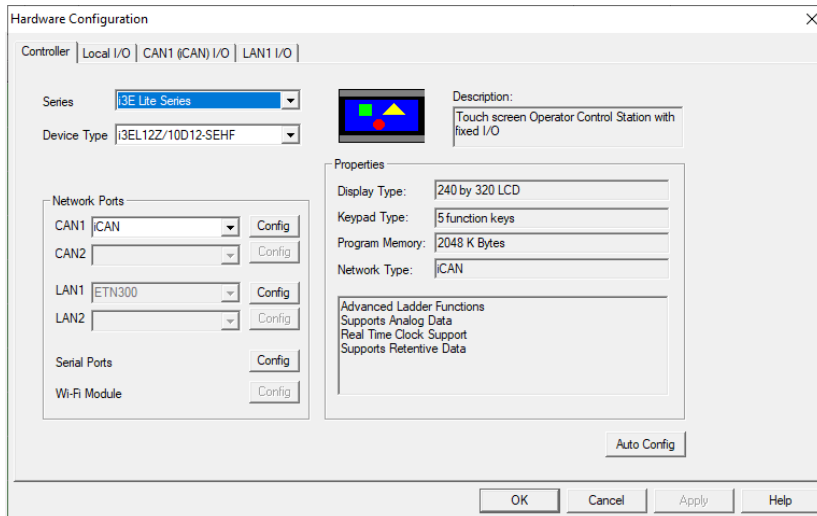 Hardware Configuration
Controller
Local I/O
CAN1 (iCAN) I/O
LAN1 I/O
Series
i3E Lite Series
Device Type
i3EL12Z/10D12-SEHF
Description:
Touch screen Operator Control Station with
fixed I/O
Network Ports
CAN1
iCAN
Config
CAN2
Config
LAN1
ETN300
Config
LAN2
Config
Serial Ports
Config
Wi-Fi Module
Config
Properties
Display Type:
240 by 320 LCD
Keypad Type:
5 function keys
Program Memory:
2048 K Bytes
Network Type:
iCAN
Advanced Ladder Functions
Supports Analog Data
Real Time Clock Support
Supports Retentive Data
Auto Config
OK
Cancel
Apply
Help